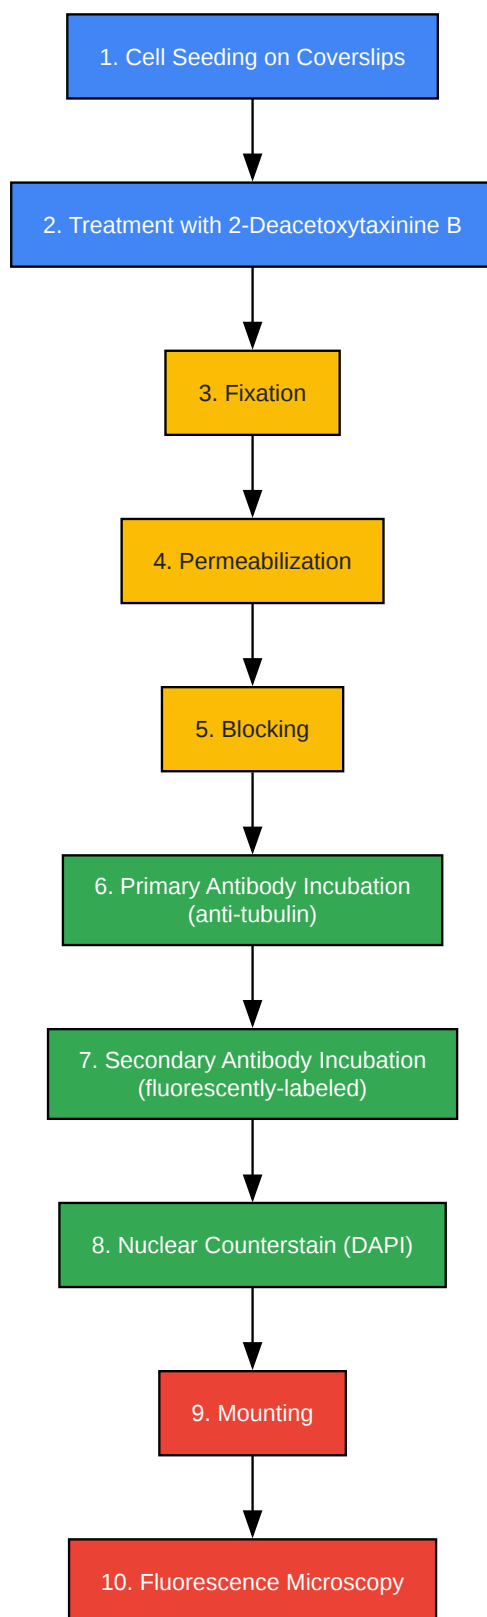 1. Cell Seeding on Coverslips
2. Treatment with 2-Deacetoxytaxinine B
3. Fixation
4. Permeabilization
5. Blocking
6. Primary Antibody Incubation
(anti-tubulin)
7. Secondary Antibody Incubation
(fluorescently-labeled)
8. Nuclear Counterstain (DAPI)
9. Mounting
10. Fluorescence Microscopy